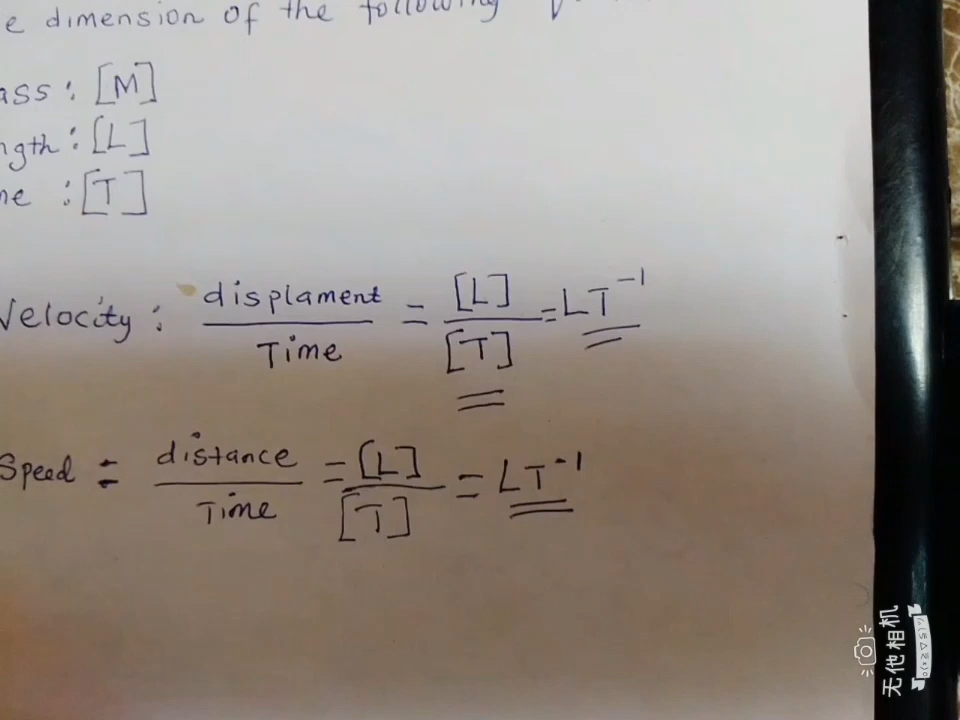 e dimension of the following
ass : [M]
ngth : [L]
ne : [T]
Velocity : displament / Time = [L] / [T] = LT⁻¹
Speed = distance / Time = [L] / [T] = LT⁻¹
无他相机